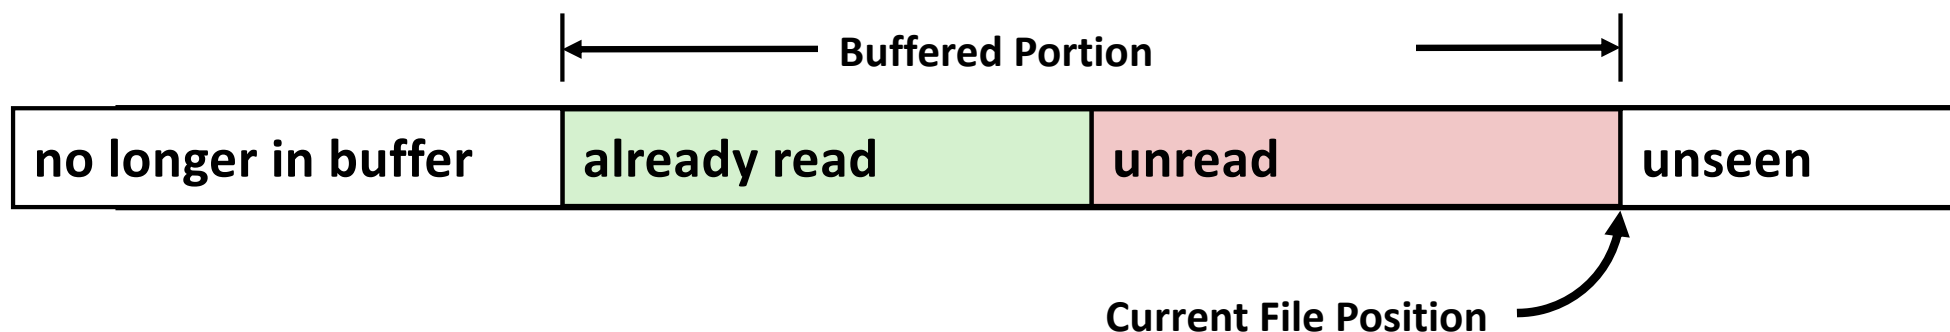 Buffered Portion
no longer in buffer
already read
unread
unseen
Current File Position